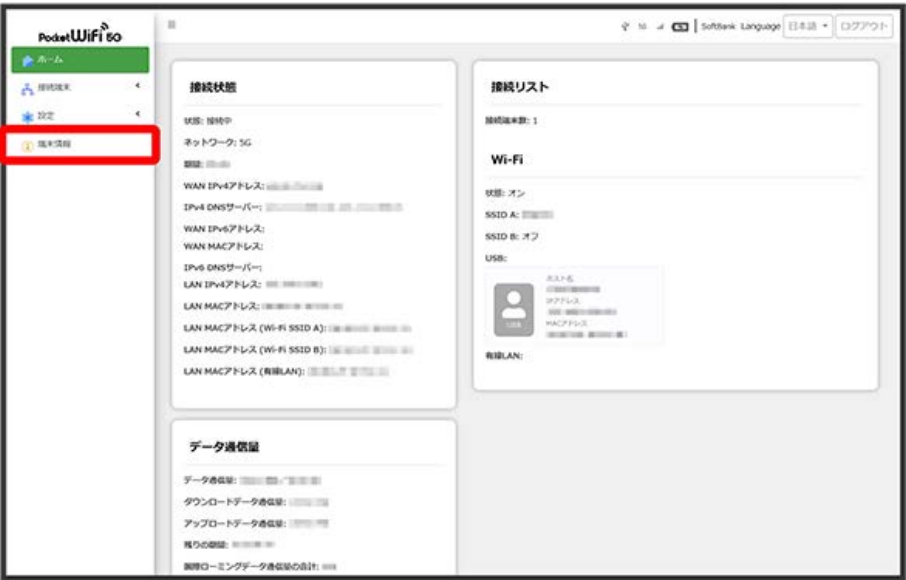 Pocket WiFi 5G
ホーム
接続端末
設定
端末情報
5G SoftBank Language 日本語 ログアウト
接続状態
状態: 接続中
ネットワーク: 5G
期間:
WAN IPv4アドレス:
IPv4 DNSサーバー:
WAN IPv6アドレス:
WAN MACアドレス:
IPv6 DNSサーバー:
LAN IPv4アドレス:
LAN MACアドレス:
LAN MACアドレス (Wi-Fi SSID A):
LAN MACアドレス (Wi-Fi SSID B):
LAN MACアドレス (有線LAN):
データ通信量
データ通信量:
ダウンロードデータ通信量:
アップロードデータ通信量:
残りの期間:
国際ローミングデータ通信量の合計:
接続リスト
接続端末数: 1
Wi-Fi
状態: オン
SSID A:
SSID B: オフ
USB:
ホスト名
IPアドレス
MACアドレス
USB
有線LAN: